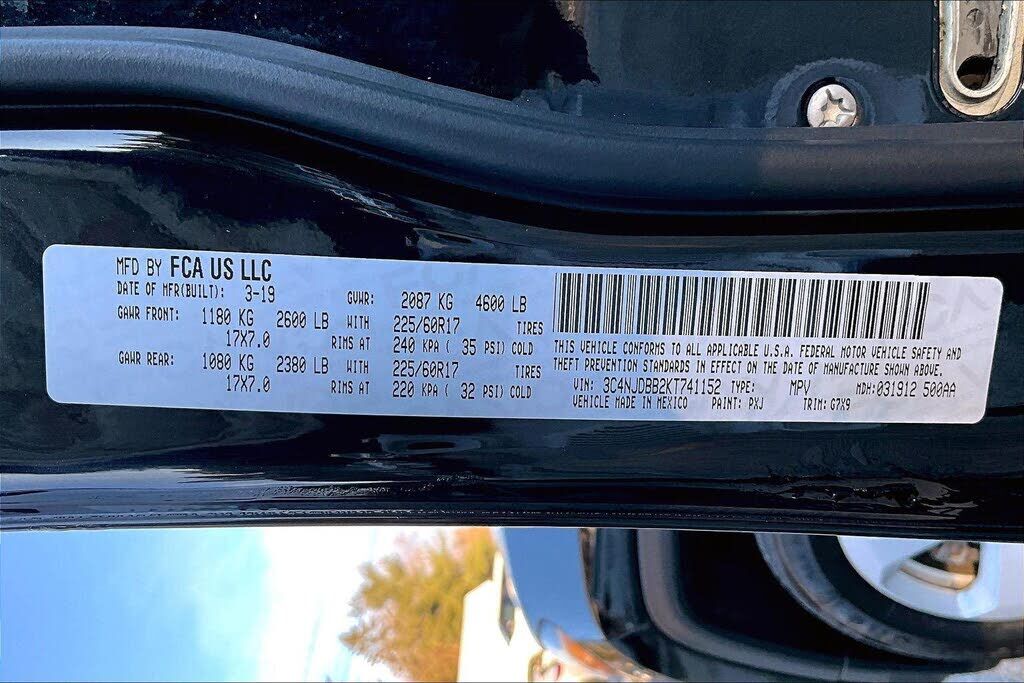 MFD BY FCA US LLC
DATE OF MFR(BUILT): 3-19 GVWR: 2087 KG 4600 LB
GAWR FRONT: 1180 KG 2600 LB WITH 225/60R17 TIRES
17X7.0 RIMS AT 240 KPA ( 35 PSI) COLD
GAWR REAR: 1080 KG 2380 LB WITH 225/60R17 TIRES
17X7.0 RIMS AT 220 KPA ( 32 PSI) COLD
THIS VEHICLE CONFORMS TO ALL APPLICABLE U.S.A. FEDERAL MOTOR VEHICLE SAFETY AND
THEFT PREVENTION STANDARDS IN EFFECT ON THE DATE OF MANUFACTURE SHOWN ABOVE.
VIN: 3C4NJDBB2KT741152 TYPE: MPV MDH:031912 500AA
VEHICLE MADE IN MEXICO PAINT: PXJ TRIM: G7X9